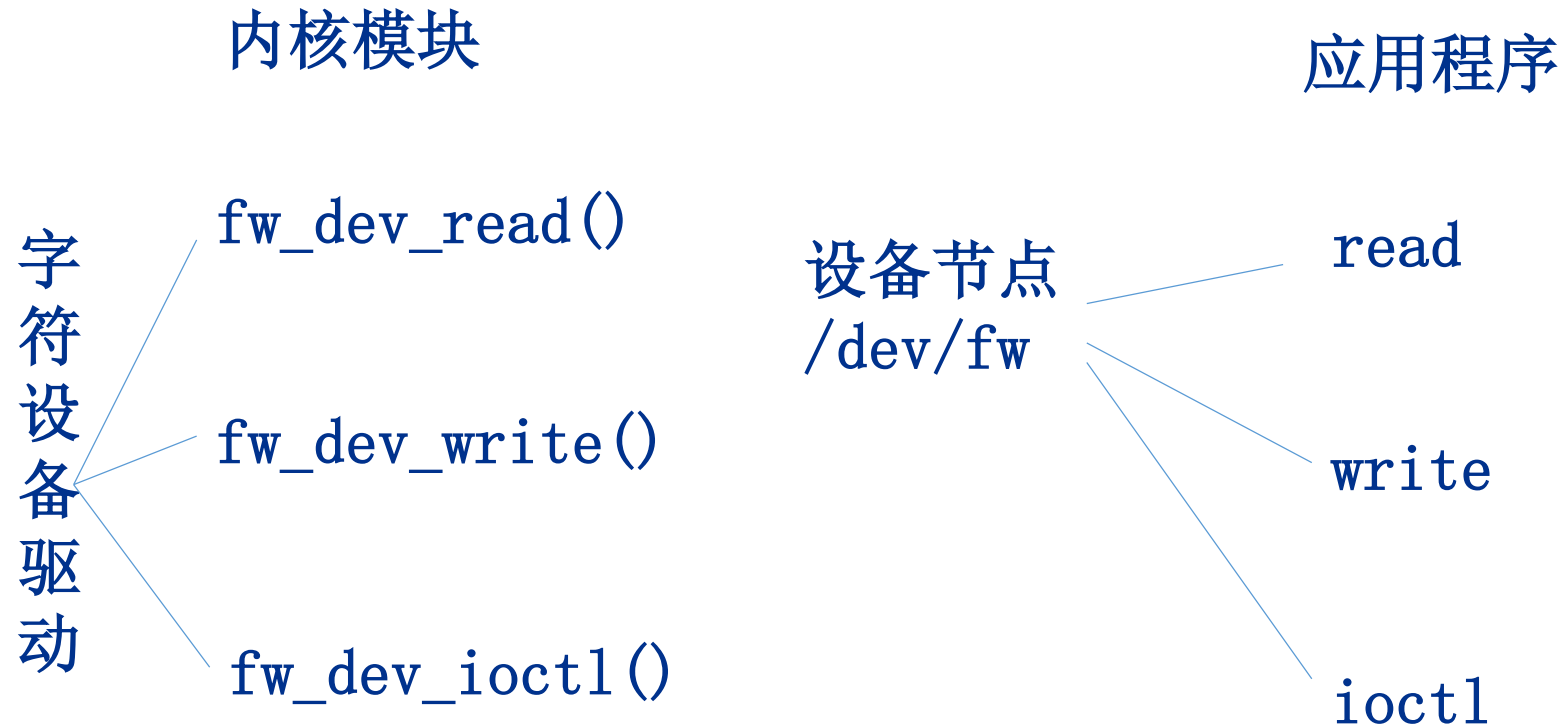 内核模块
应用程序
字符设备驱动
fw_dev_read()
fw_dev_write()
fw_dev_ioctl()
设备节点
/dev/fw
read
write
ioctl